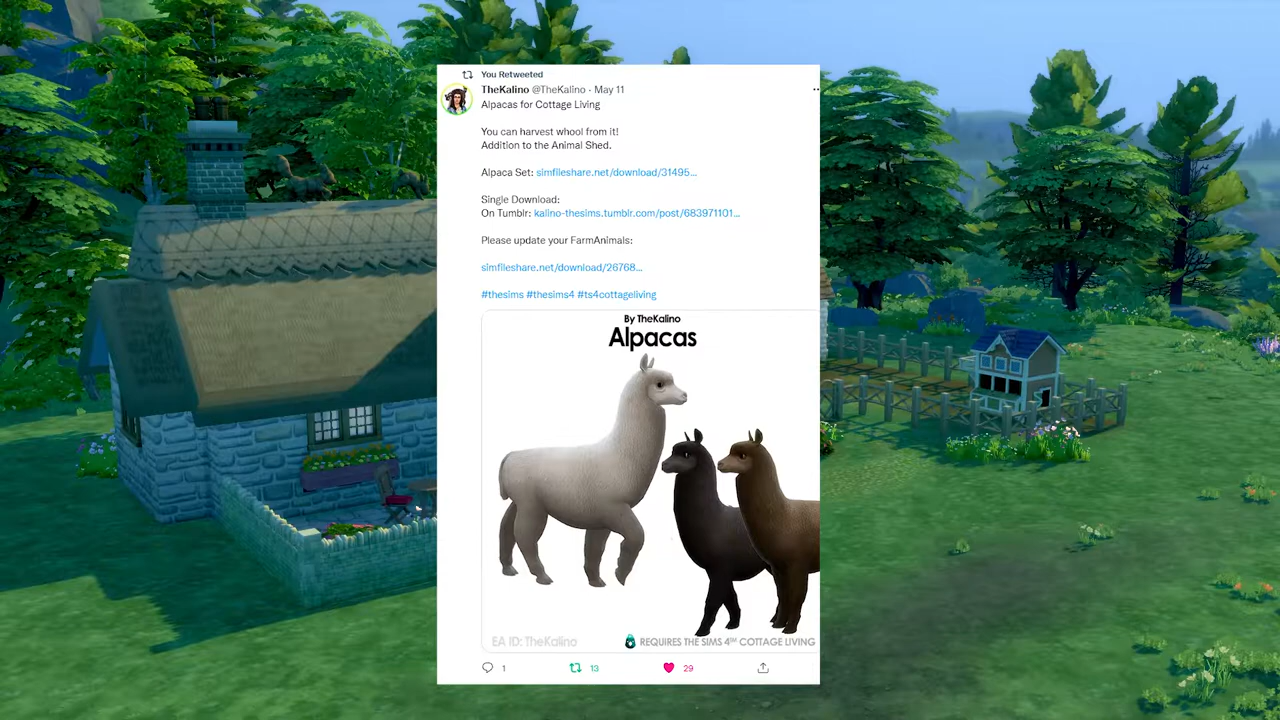 You Retweeted
TheKalino @TheKalino · May 11
Alpacas for Cottage Living
You can harvest whool from it!
Addition to the Animal Shed.
Alpaca Set: simfileshare.net/download/31495...
Single Download:
On Tumblr: kalino-thesims.tumblr.com/post/683971101...
Please update your FarmAnimals:
simfileshare.net/download/26768...
#thesims #thesims4 #ts4cottageliving
By TheKalino
Alpacas
EA ID: TheKalino
REQUIRES THE SIMS 4™ COTTAGE LIVING
1 13 29